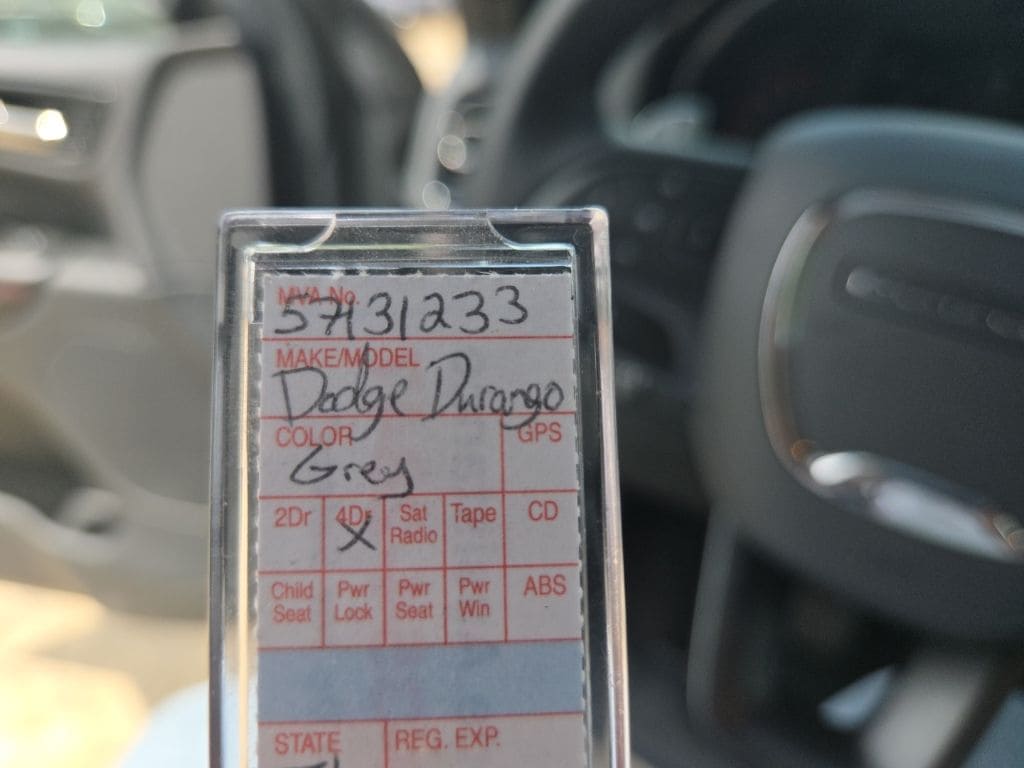 MVA No.
57131233
MAKE/MODEL
Dodge Durango
COLOR GPS
Grey
2Dr 4Dr Sat Radio Tape CD
X
Child Seat Pwr Lock Pwr Seat Pwr Win ABS
STATE REG. EXP.